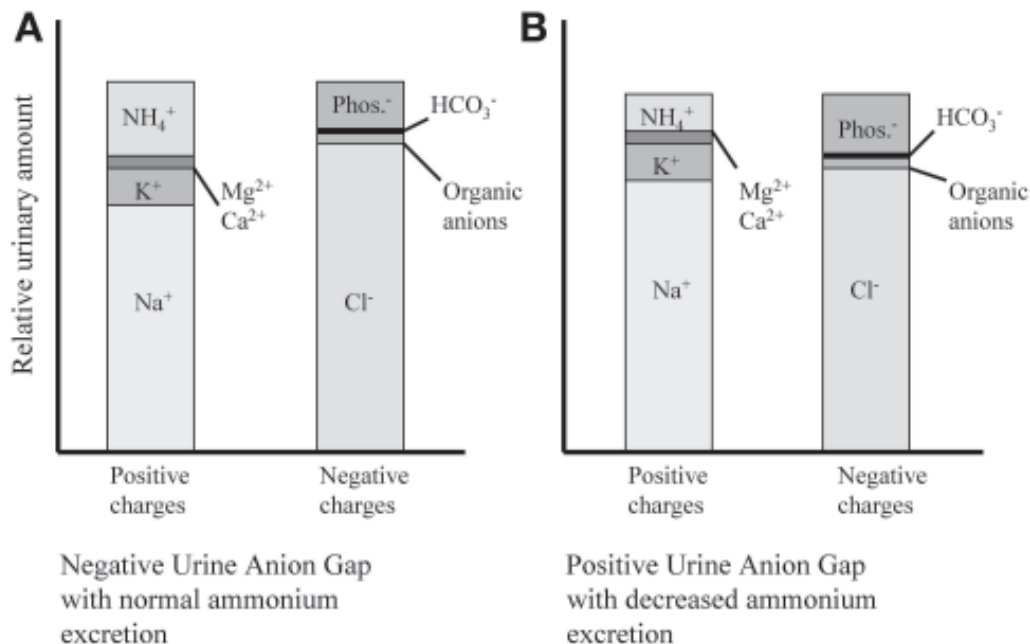 A
Relative urinary amount
NH₄⁺
K⁺
Na⁺
Mg²⁺
Ca²⁺
Phos.⁻
HCO₃⁻
Organic
anions
Cl⁻
Positive
charges
Negative
charges
Negative Urine Anion Gap
with normal ammonium
excretion
B
NH₄⁺
K⁺
Na⁺
Mg²⁺
Ca²⁺
Phos.⁻
HCO₃⁻
Organic
anions
Cl⁻
Positive
charges
Negative
charges
Positive Urine Anion Gap
with decreased ammonium
excretion